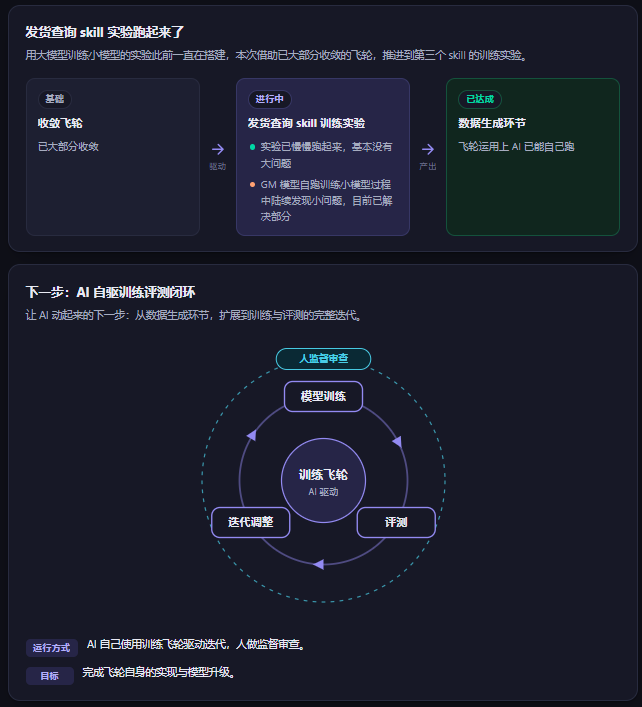 发货查询 skill 实验跑起来了
用大模型训练小模型的实验此前一直在搭建，本次借助已大部分收敛的飞轮，推进到第三个 skill 的训练实验。
基础
收敛飞轮
已大部分收敛
驱动
进行中
发货查询 skill 训练实验
实验已慢慢跑起来，基本没有
大问题
GM 模型自跑训练小模型过程
中陆续发现小问题，目前已解
决部分
产出
已达成
数据生成环节
飞轮运用上 AI 已能自己跑
下一步：AI 自驱训练评测闭环
让 AI 动起来的下一步：从数据生成环节，扩展到训练与评测的完整迭代。
人监督审查
模型训练
训练飞轮
AI 驱动
迭代调整
评测
运行方式
AI 自己使用训练飞轮驱动迭代，人做监督审查。
目标
完成飞轮自身的实现与模型升级。